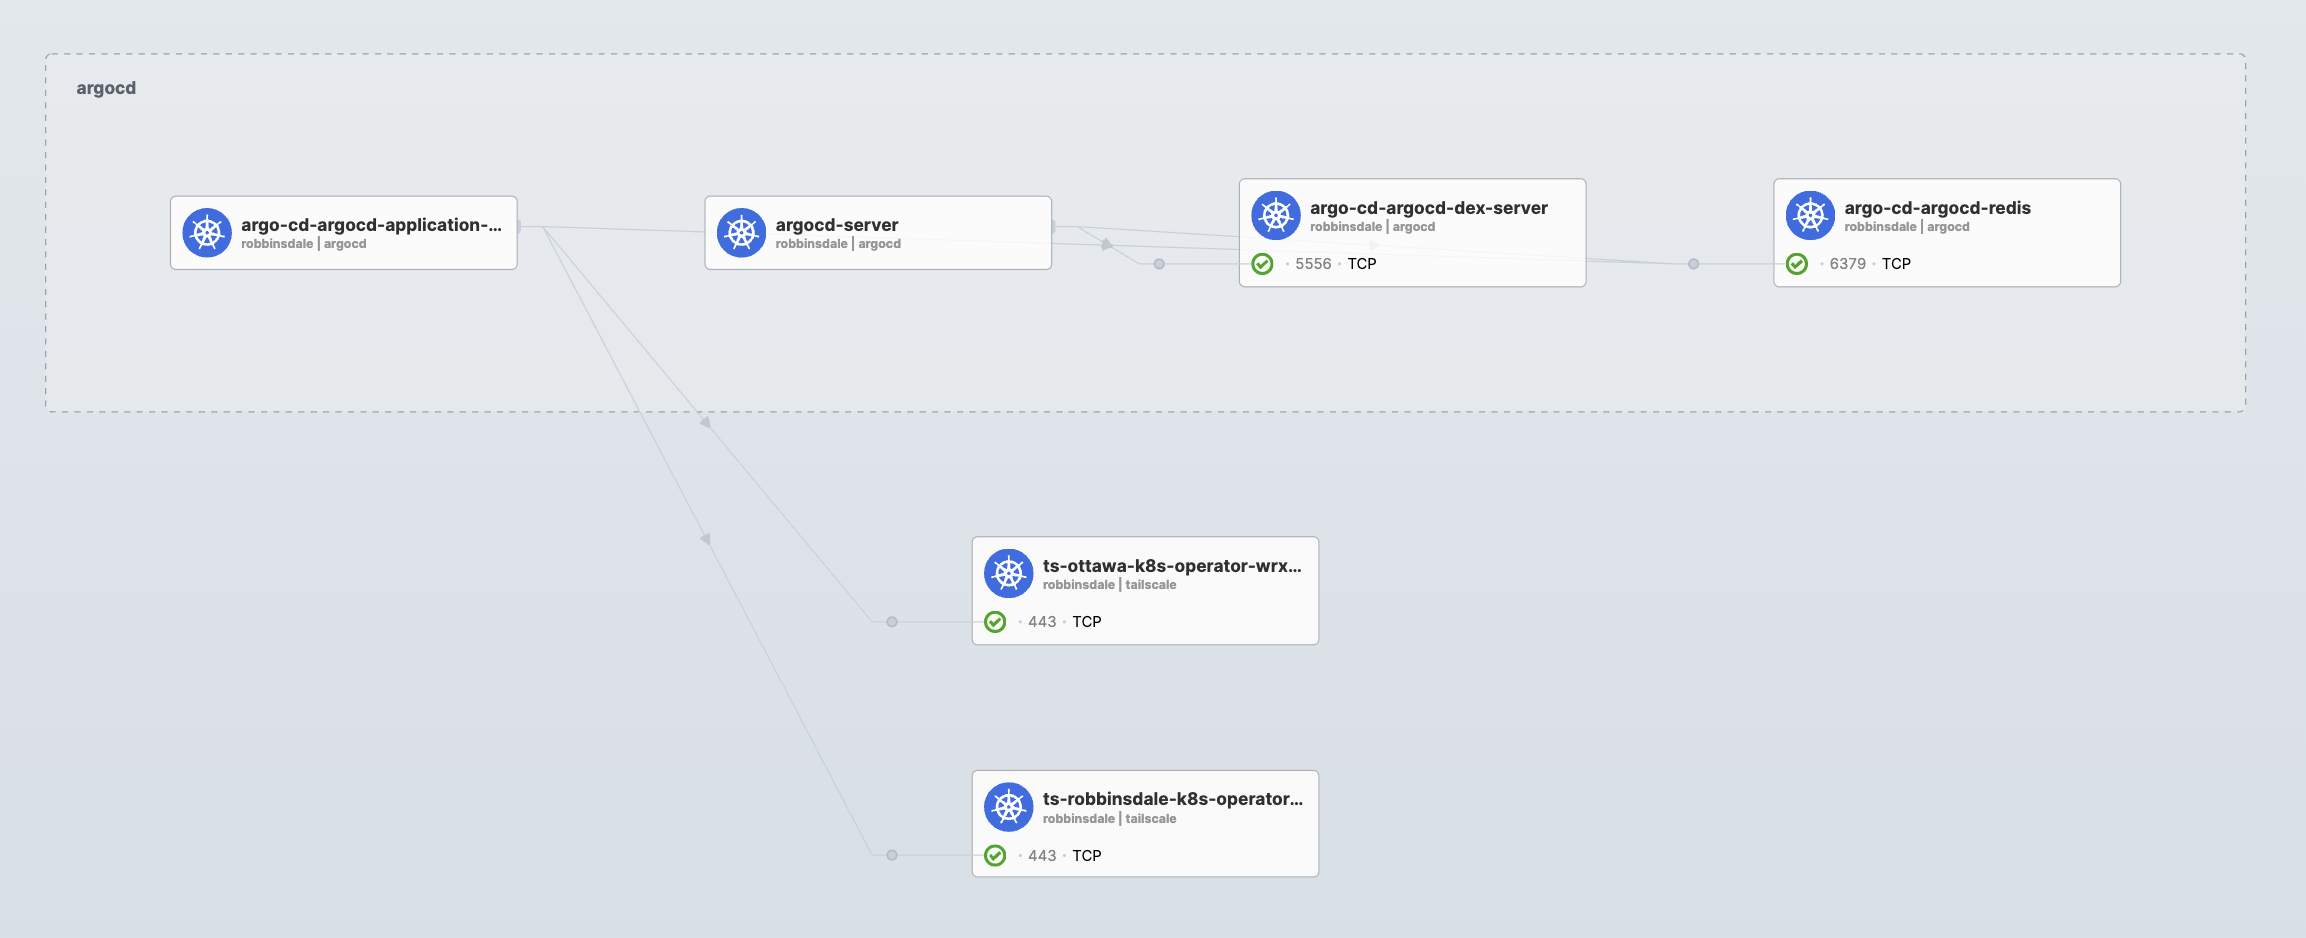 argocd
argo-cd-argocd-application-...
robbinsdale | argocd
argocd-server
robbinsdale | argocd
argo-cd-argocd-dex-server
robbinsdale | argocd
· 5556 · TCP
argo-cd-argocd-redis
robbinsdale | argocd
· 6379 · TCP
ts-ottawa-k8s-operator-wrx...
robbinsdale | tailscale
· 443 · TCP
ts-robbinsdale-k8s-operator...
robbinsdale | tailscale
· 443 · TCP